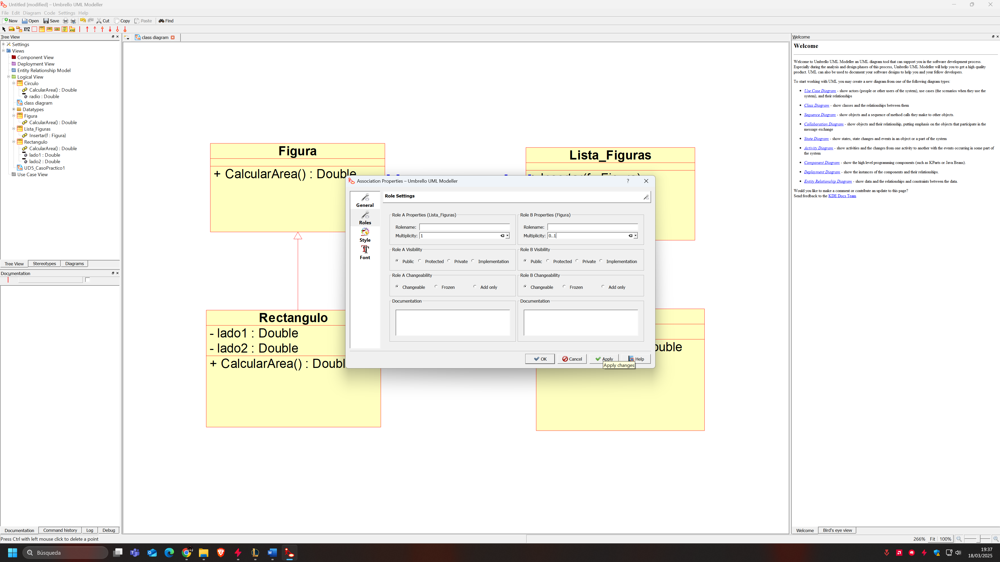 Untitled [modified] – Umbrello UML Modeller
File Edit Diagram Code Settings Help
New Open Save Cut Copy Paste Find
XYZ
Tree View
class diagram
Welcome
Settings
Views
Component View
Deployment View
Entity Relationship Model
Logical View
Circulo
CalcularArea() : Double
radio : Double
class diagram
Datatypes
Figura
CalcularArea() : Double
Lista_Figuras
Insertar(f : Figura)
Rectangulo
CalcularArea() : Double
lado1 : Double
lado2 : Double
UD5_CasoPractico1
Use Case View
Tree View Stereotypes Diagrams
Documentation
Documentation Command history Log Debug
Press Ctrl with left mouse click to delete a point
Figura
+ CalcularArea() : Double
Lista_Figuras
Rectangulo
- lado1 : Double
- lado2 : Double
+ CalcularArea() : Doubl
ouble
Association Properties – Umbrello UML Modeller
General
Roles
Style
Font
Role Settings
Role A Properties (Lista_Figuras)
Rolename:
Multiplicity: 1
Role B Properties (Figura)
Rolename:
Multiplicity: 0..1
Role A Visibility
Public Protected Private Implementation
Role B Visibility
Public Protected Private Implementation
Role A Changeability
Changeable Frozen Add only
Role B Changeability
Changeable Frozen Add only
Documentation
Documentation
OK Cancel Apply Help
Apply changes
Welcome
Welcome to Umbrello UML Modeller an UML diagram tool that can support you in the software development process.
Especially during the analysis and design phases of this process, Umbrello UML Modeller will help you to get a high quality
product. UML can also be used to document your software designs to help you and your fellow developers.
To start working with UML you may create a new diagram from one of the following diagram types:
Use Case Diagram - show actors (people or other users of the system), use cases (the scenarios when they use the
system), and their relationships
Class Diagram - show classes and the relationships between them
Sequence Diagram - show objects and a sequence of method calls they make to other objects.
Collaboration Diagram - show objects and their relationship, putting emphasis on the objects that participate in the
message exchange
State Diagram - show states, state changes and events in an object or a part of the system
Activity Diagram - show activities and the changes from one activity to another with the events occurring in some part of
the system
Component Diagram - show the high level programming components (such as KParts or Java Beans).
Deployment Diagram - show the instances of the components and their relationships.
Entity Relationship Diagram - show data and the relationships and constraints between the data.
Would you like to make a comment or contribute an update to this page?
Send feedback to the KDE Docs Team
Welcome Bird's eye view
266% Fit 100%
Búsqueda
19:37
18/03/2025